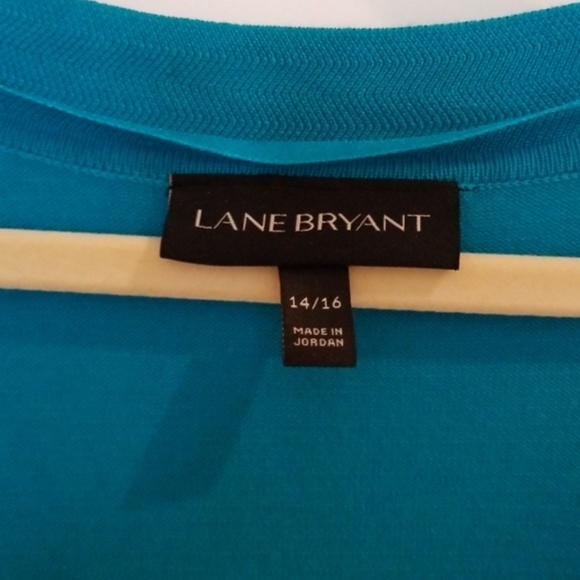 LANE BRYANT
14/16
MADE IN
JORDAN